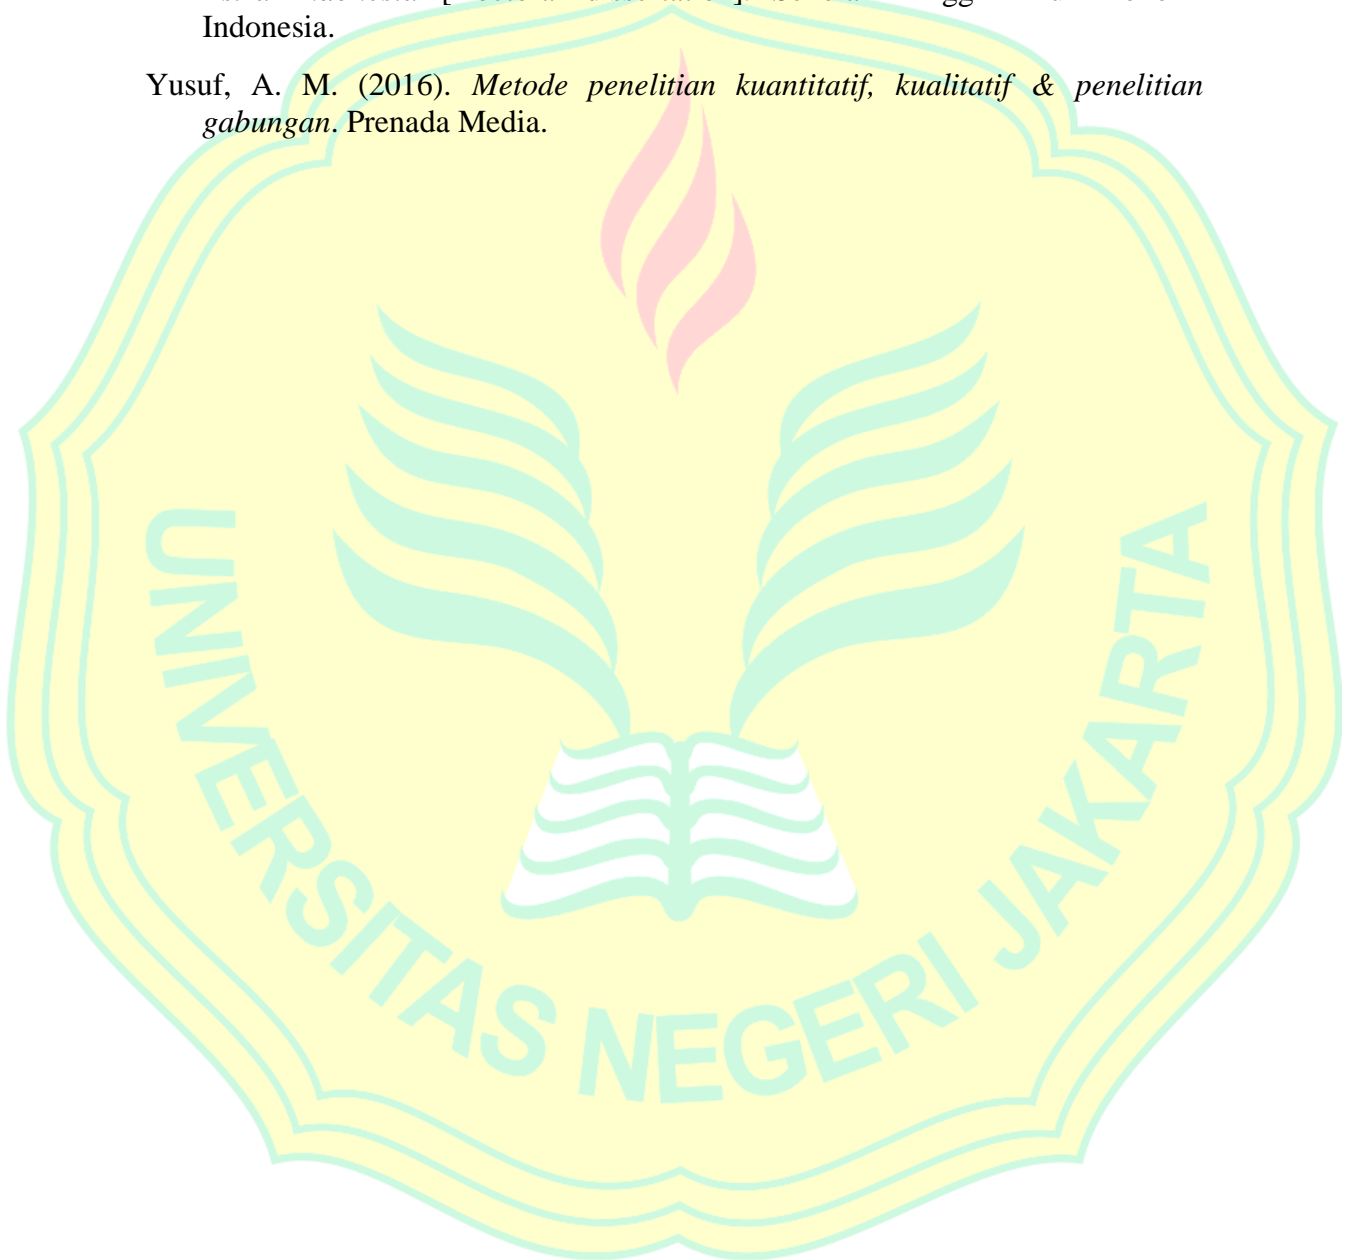 Indonesia.
Yusuf, A. M. (2016). Metode penelitian kuantitatif, kualitatif & penelitian
gabungan. Prenada Media.
UNIVERSITAS NEGERI JAKARTA